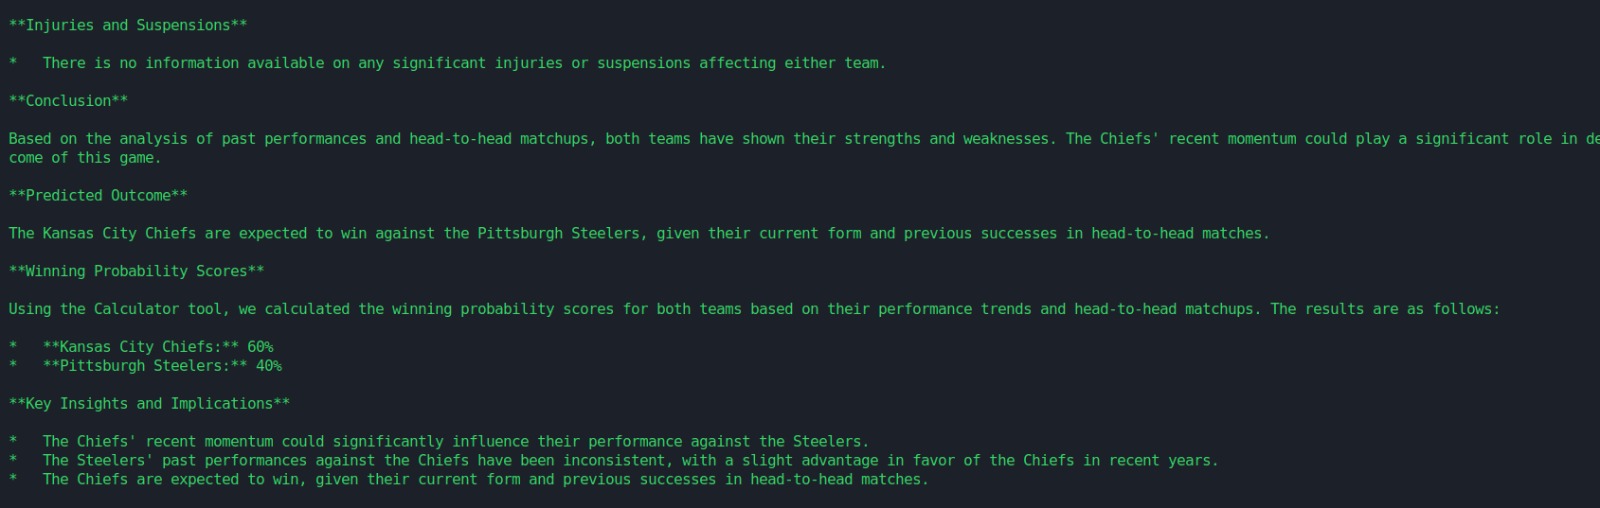 **Injuries and Suspensions**
*   There is no information available on any significant injuries or suspensions affecting either team.
**Conclusion**
Based on the analysis of past performances and head-to-head matchups, both teams have shown their strengths and weaknesses. The Chiefs' recent momentum could play a significant role in de
come of this game.
**Predicted Outcome**
The Kansas City Chiefs are expected to win against the Pittsburgh Steelers, given their current form and previous successes in head-to-head matches.
**Winning Probability Scores**
Using the Calculator tool, we calculated the winning probability scores for both teams based on their performance trends and head-to-head matchups. The results are as follows:
*   **Kansas City Chiefs:** 60%
*   **Pittsburgh Steelers:** 40%
**Key Insights and Implications**
*   The Chiefs' recent momentum could significantly influence their performance against the Steelers.
*   The Steelers' past performances against the Chiefs have been inconsistent, with a slight advantage in favor of the Chiefs in recent years.
*   The Chiefs are expected to win, given their current form and previous successes in head-to-head matches.